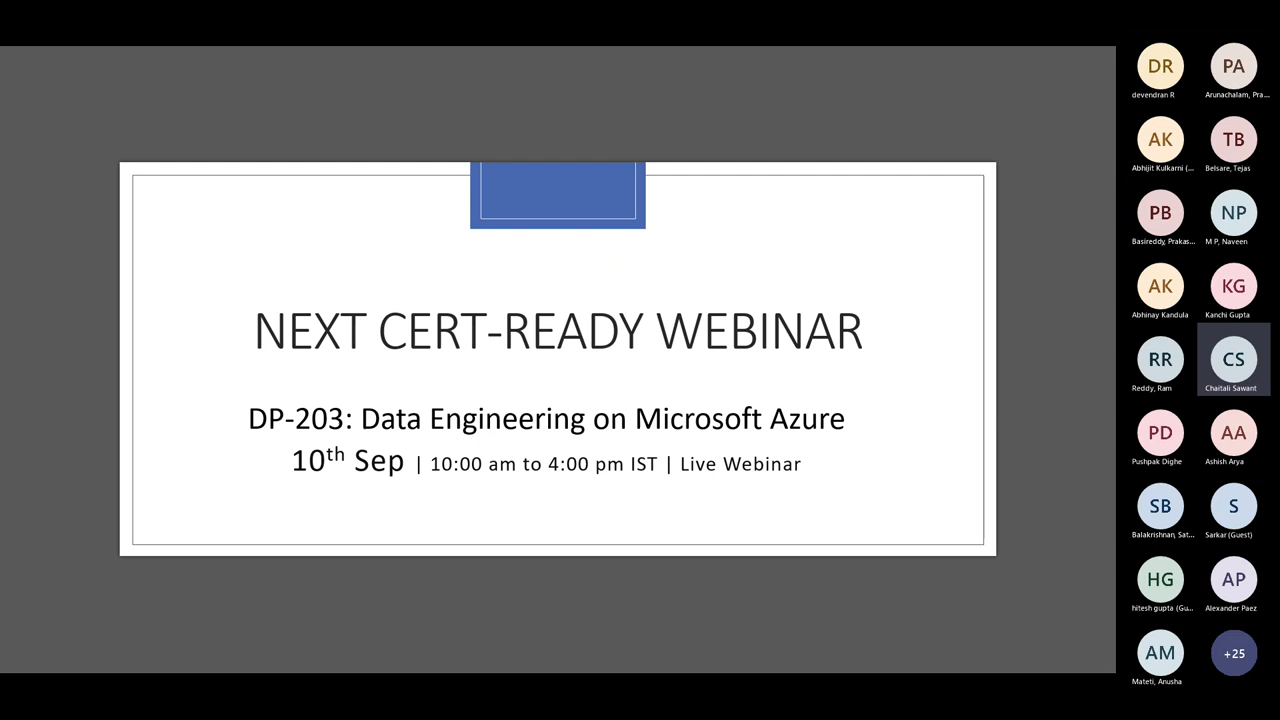 NEXT CERT-READY WEBINAR
DP-203: Data Engineering on Microsoft Azure
10th Sep | 10:00 am to 4:00 pm IST | Live Webinar
DR
devendran R
PA
Arunachalam, Pra...
AK
Abhijit Kulkarni (...
TB
Belsare, Tejas
PB
Basireddy, Prakas...
NP
M P, Naveen
AK
Abhinay Kandula
KG
Kanchi Gupta
RR
Reddy, Ram
CS
Chaitali Sawant
PD
Pushpak Dighe
AA
Ashish Arya
SB
Balakrishnan, Sat...
S
Sarkar (Guest)
HG
hitesh gupta (Gu...
AP
Alexander Paez
AM
Mateti, Anusha
+25